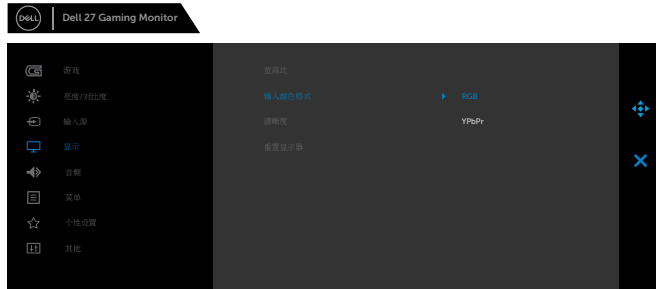 DELL
Dell 27 Gaming Monitor
游戏
亮度/对比度
输入源
显示
音频
菜单
个性设置
其他
宽高比
输入颜色格式
RGB
YPbPr
清晰度
重置显示器